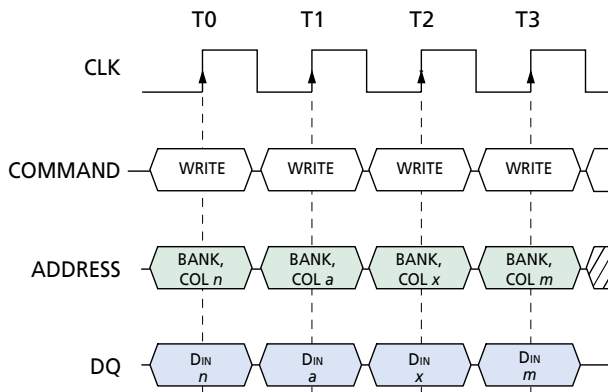 T0 T1 T2 T3
CLK
COMMAND WRITE WRITE WRITE WRITE
ADDRESS BANK, COL n BANK, COL a BANK, COL x BANK, COL m
DQ DIN n DIN a DIN x DIN m